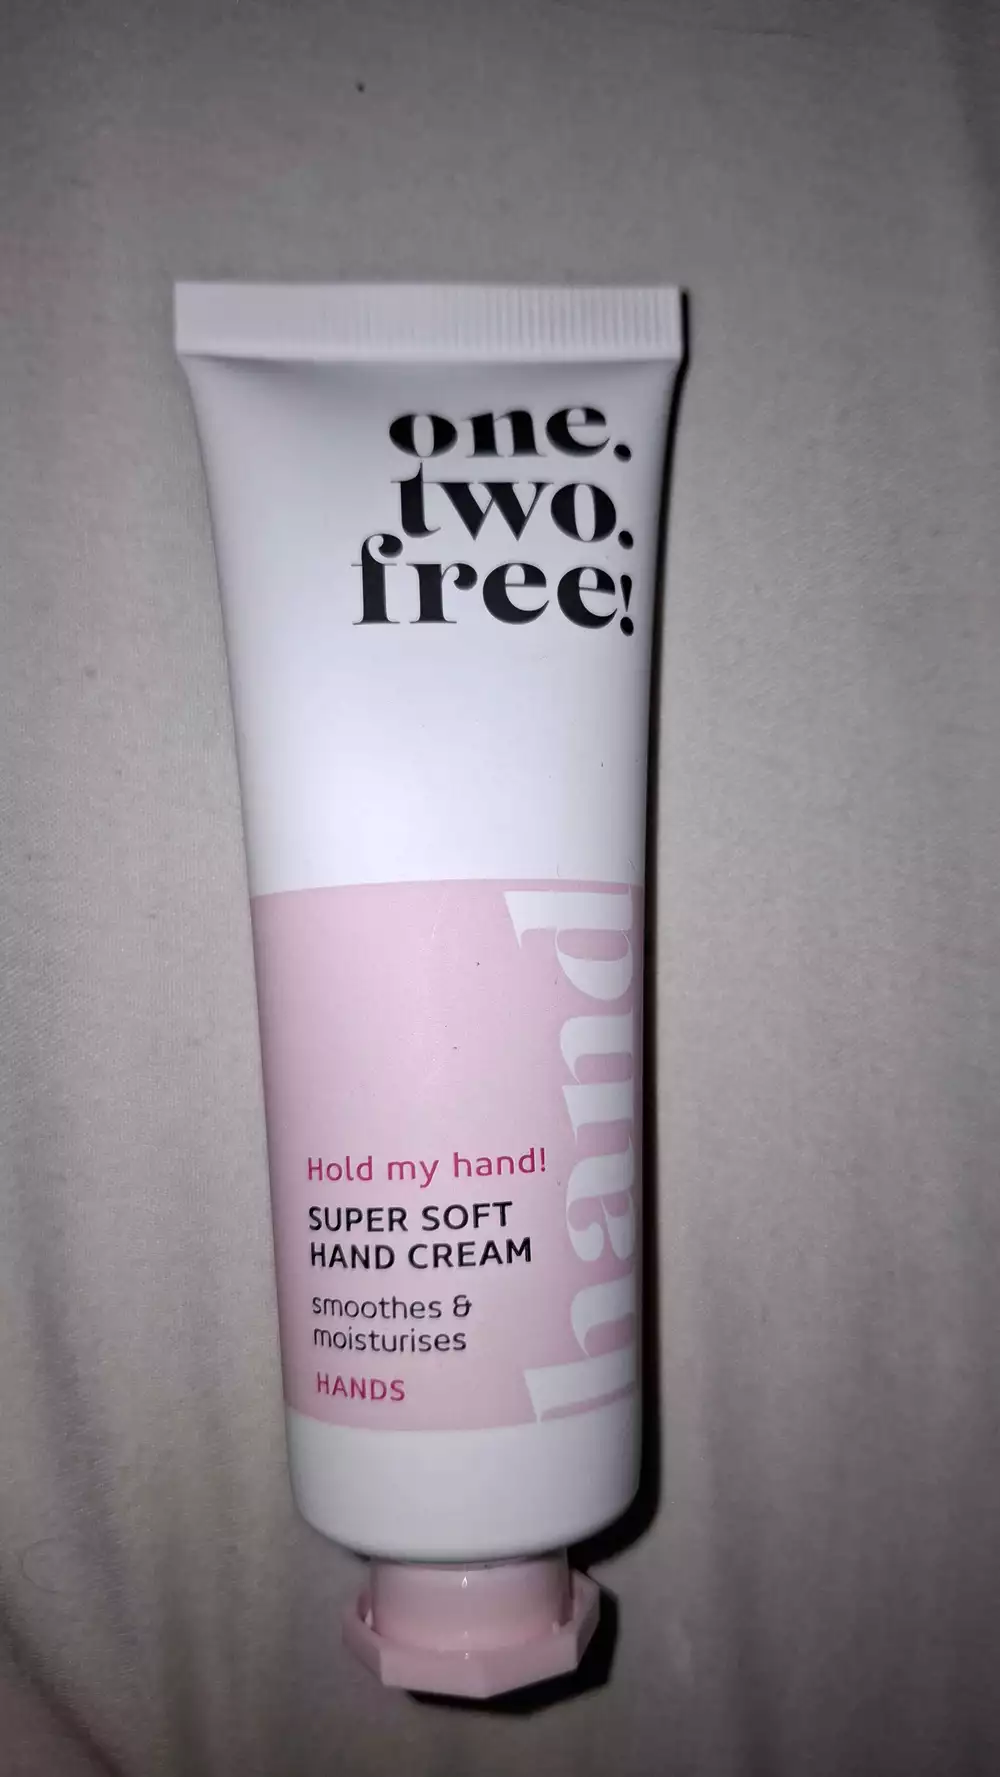 one.
two.
free!
hand
Hold my hand!
SUPER SOFT
HAND CREAM
smoothes &
moisturises
HANDS